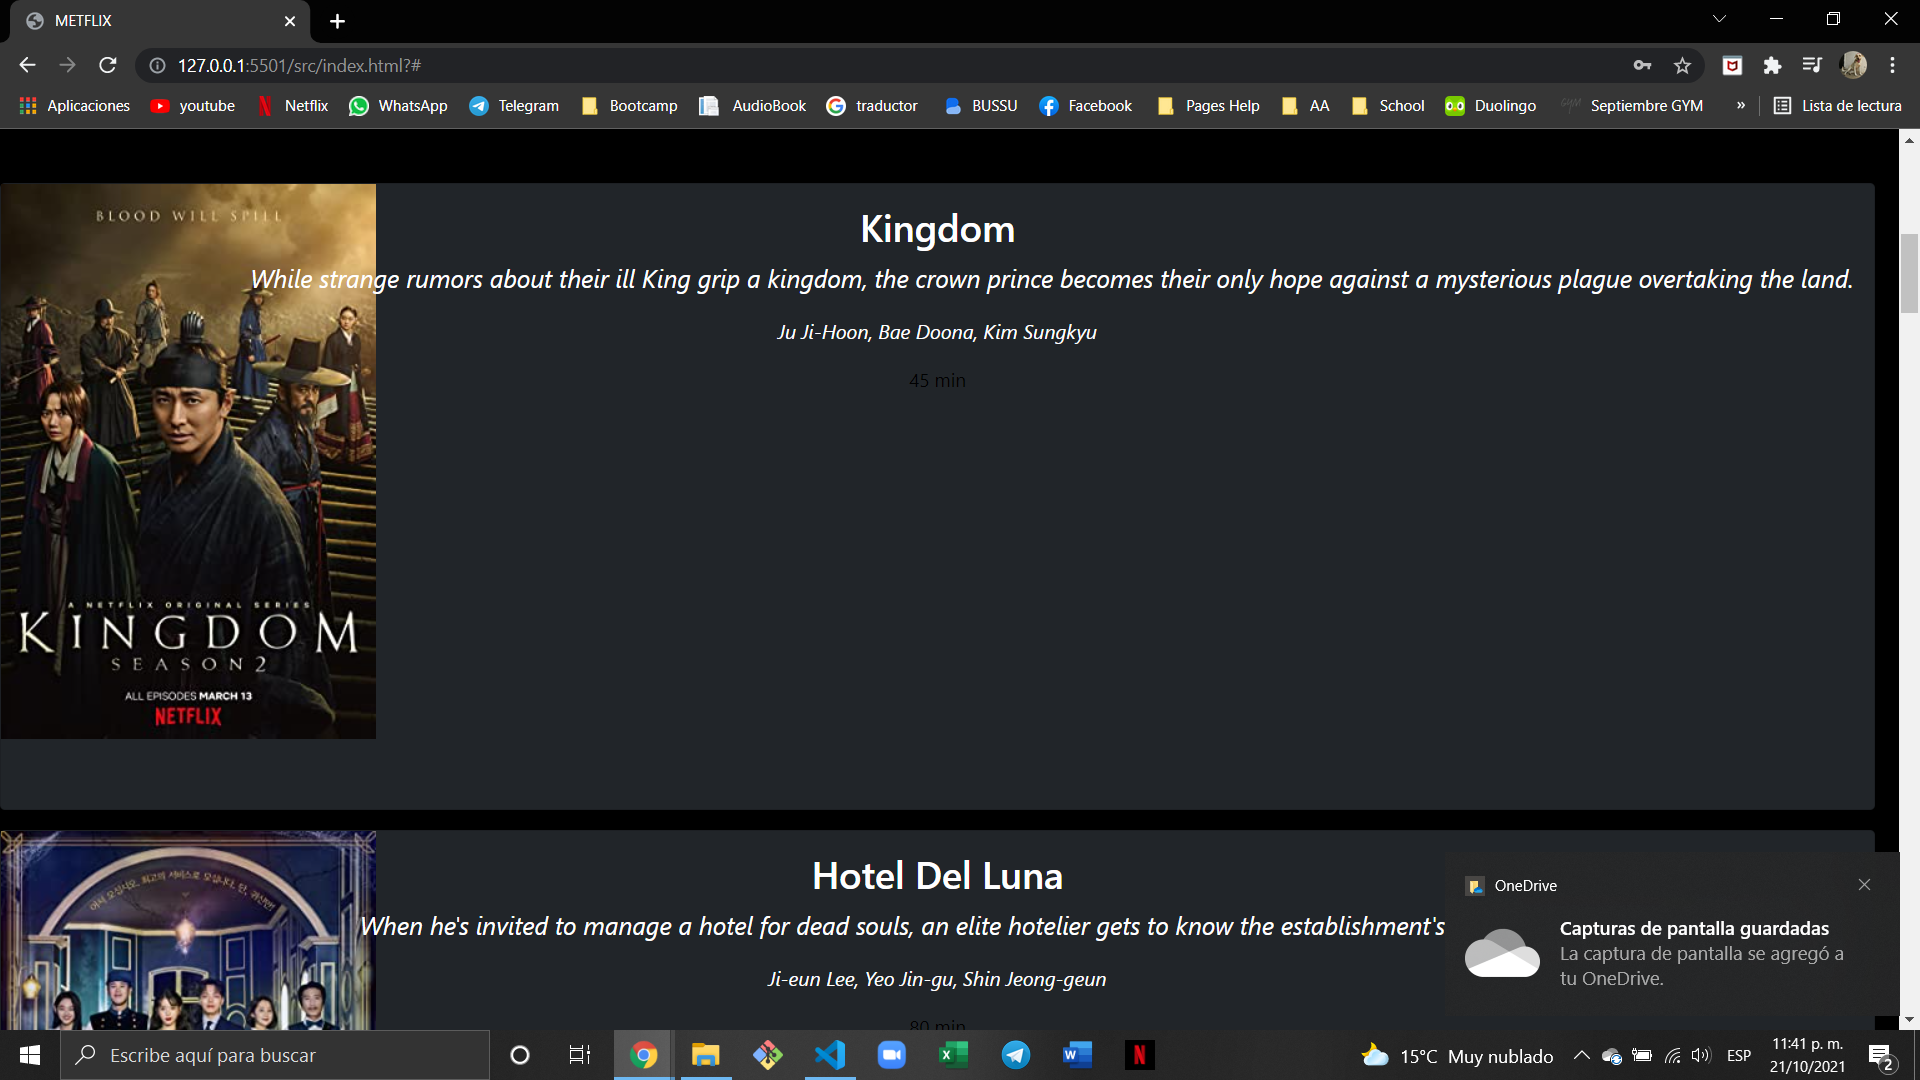 METFLIX
127.0.0.1:5501/src/index.html?#
Aplicaciones youtube Netflix WhatsApp Telegram Bootcamp AudioBook traductor BUSSU Facebook Pages Help AA School Duolingo GYM Septiembre GYM » Lista de lectura
BLOOD WILL SPILL
Kingdom
While strange rumors about their ill King grip a kingdom, the crown prince becomes their only hope against a mysterious plague overtaking the land.
Ju Ji-Hoon, Bae Doona, Kim Sungkyu
45 min
A NETFLIX ORIGINAL SERIES
KINGDOM
SEASON 2
ALL EPISODES MARCH 13
NETFLIX
Hotel Del Luna
When he's invited to manage a hotel for dead souls, an elite hotelier gets to know the establishment's
Ji-eun Lee, Yeo Jin-gu, Shin Jeong-geun
80 min
OneDrive
Capturas de pantalla guardadas
La captura de pantalla se agregó a
tu OneDrive.
Escribe aquí para buscar
15°C Muy nublado
ESP
11:41 p. m.
21/10/2021
2